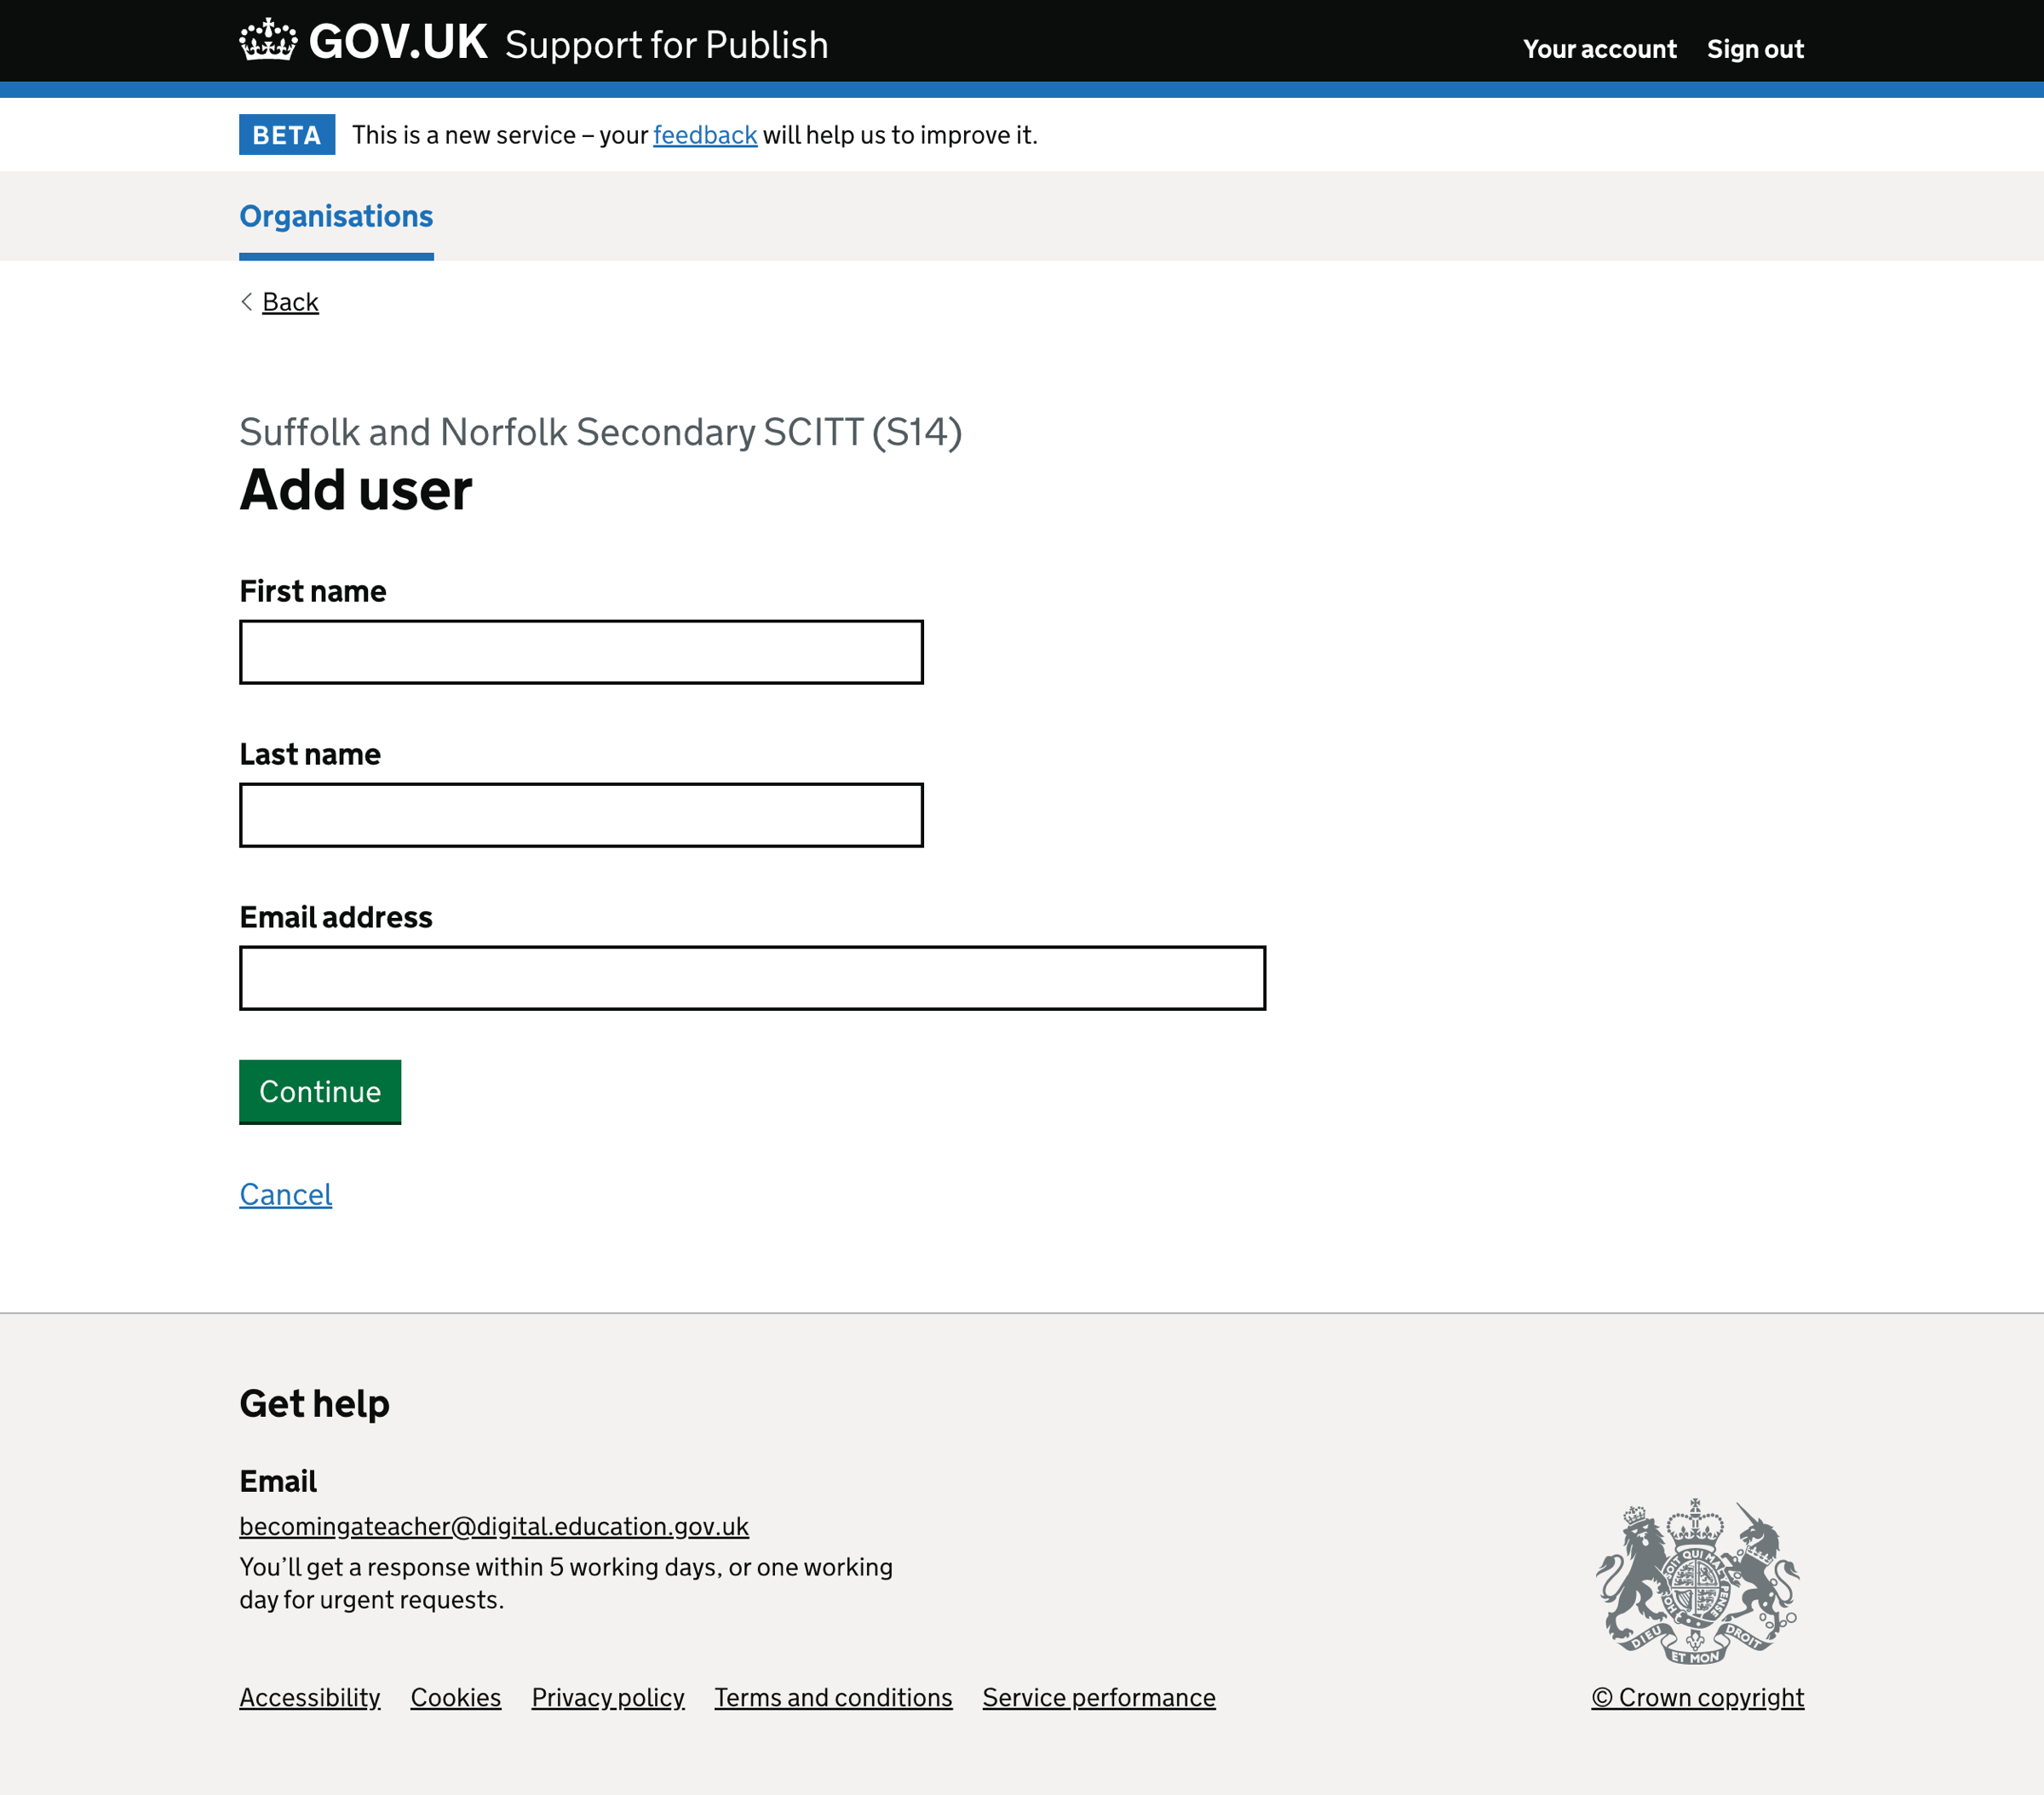 GOV.UK Support for Publish
Your account Sign out
BETA This is a new service – your feedback will help us to improve it.
Organisations
Back
Suffolk and Norfolk Secondary SCITT (S14)
Add user
First name
Last name
Email address
Continue
Cancel
Get help
Email
becomingateacher@digital.education.gov.uk
You’ll get a response within 5 working days, or one working
day for urgent requests.
DIEU ET MON DROIT
Accessibility Cookies Privacy policy Terms and conditions Service performance
© Crown copyright